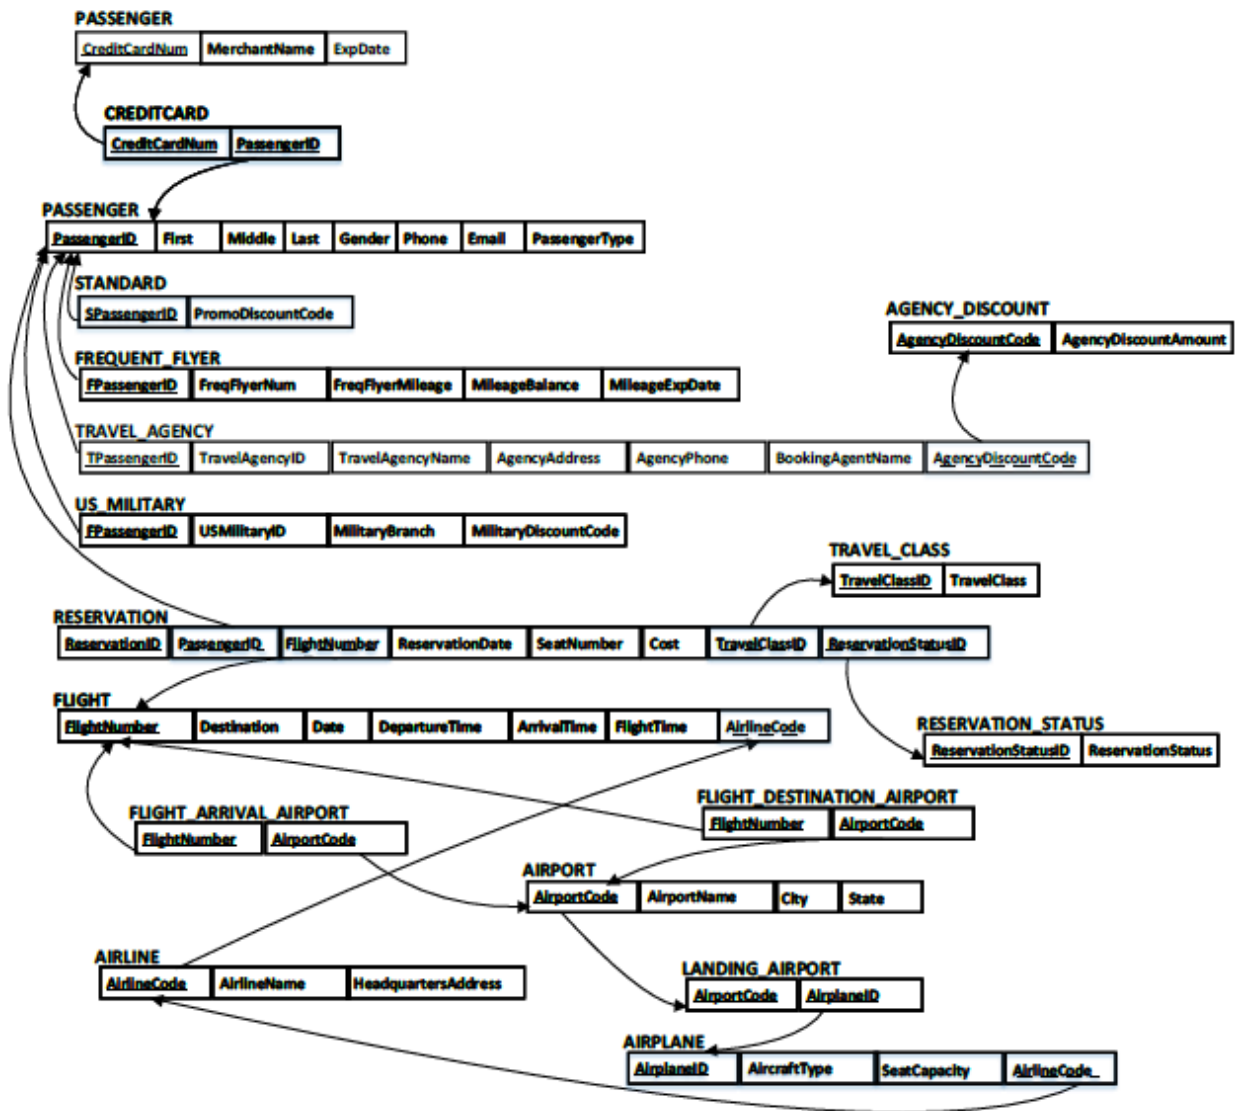 PASSENGER
CreditCardNum MerchantName ExpDate
CREDITCARD
CreditCardNum PassengerID
PASSENGER
PassengerID First Middle Last Gender Phone Email PassengerType
STANDARD
SPassengerID PromoDiscountCode
AGENCY_DISCOUNT
AgencyDiscountCode AgencyDiscountAmount
FREQUENT_FLYER
FPassengerID FreqFlyerNum FreqFlyerMileage MileageBalance MileageExpDate
TRAVEL_AGENCY
TPassengerID TravelAgencyID TravelAgencyName AgencyAddress AgencyPhone BookingAgentName AgencyDiscountCode
US_MILITARY
FPassengerID USMilitaryID MilitaryBranch MilitaryDiscountCode
TRAVEL_CLASS
TravelClassID TravelClass
RESERVATION
ReservationID PassengerID FlightNumber ReservationDate SeatNumber Cost TravelClassID ReservationStatusID
FLIGHT
FlightNumber Destination Date DepartureTime ArrivalTime FlightTime AirlineCode
RESERVATION_STATUS
ReservationStatusID ReservationStatus
FLIGHT_ARRIVAL_AIRPORT
FlightNumber AirportCode
FLIGHT_DESTINATION_AIRPORT
FlightNumber AirportCode
AIRPORT
AirportCode AirportName City State
AIRLINE
AirlineCode AirlineName HeadquartersAddress
LANDING_AIRPORT
AirportCode AirplaneID
AIRPLANE
AirplaneID AircraftType SeatCapacity AirlineCode